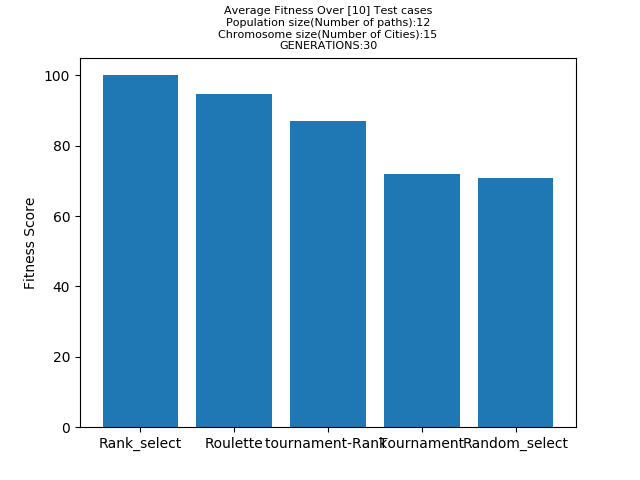 Average Fitness Over [10] Test cases
Population size(Number of paths):12
Chromosome size(Number of Cities):15
GENERATIONS:30
100
80
60
40
20
0
Fitness Score
Rank_select Roulette tournament-Rank Tournament Random_select